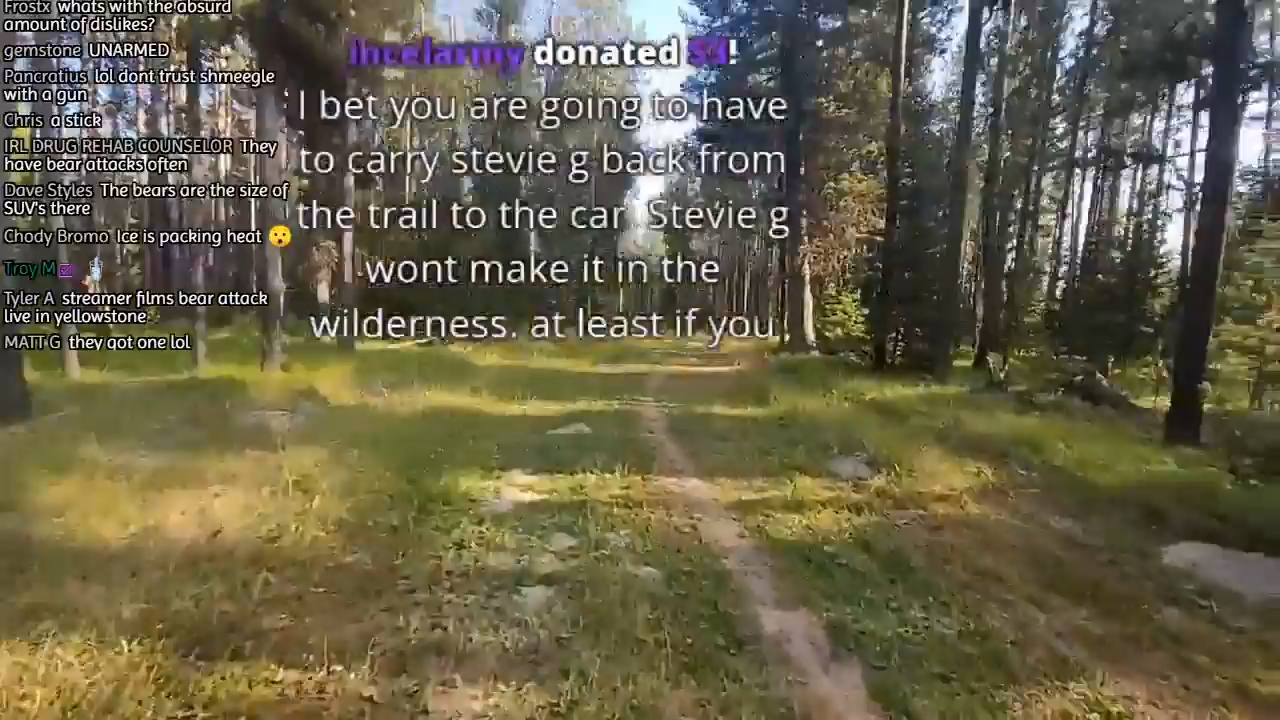 Frostx whats with the absurd
amount of dislikes?
gemstone UNARMED
Pancratius lol dont trust shmeegle
with a gun
Chris a stick
IRL DRUG REHAB COUNSELOR They
have bear attacks often
Dave Styles The bears are the size of
SUV's there
Chody Bromo Ice is packing heat 😮
Troy M
Tyler A streamer films bear attack
live in yellowstone
MATT G they got one lol
incelarmy donated $3!
I bet you are going to have
to carry stevie g back from
the trail to the car. Stevie g
wont make it in the
wilderness. at least if you